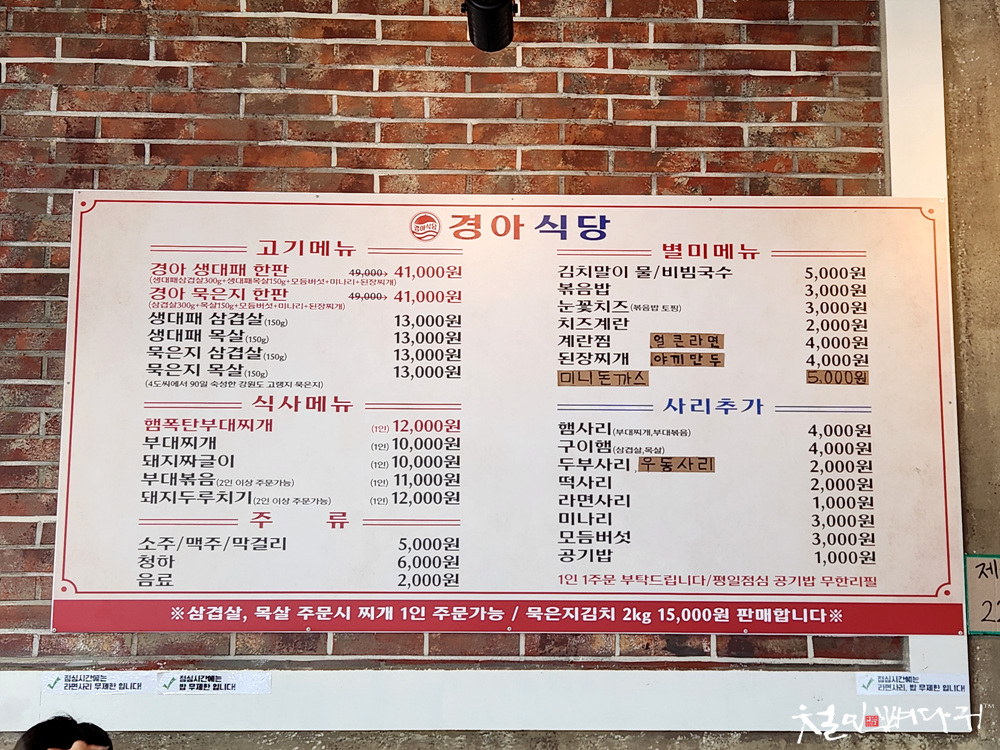 경아식당
경아 식당
고기메뉴
경아 생대패 한판 49,000→ 41,000원
(생대패삼겹살300g+생대패목살150g+모듬버섯+미나리+된장찌개)
경아 묵은지 한판 49,000→ 41,000원
(삼겹살300g+목살150g+모듬버섯+미나리+된장찌개)
생대패 삼겹살(150g) 13,000원
생대패 목살(150g) 13,000원
묵은지 삼겹살(150g) 13,000원
묵은지 목살(150g) 13,000원
(4도씨에서 90일 숙성한 강원도 고랭지 묵은지)
식사메뉴
햄폭탄부대찌개 (1인) 12,000원
부대찌개 (1인) 10,000원
돼지짜글이 (1인) 10,000원
부대볶음(2인 이상 주문가능) (1인) 11,000원
돼지두루치기(2인 이상 주문가능) (1인) 12,000원
주 류
소주/맥주/막걸리 5,000원
청하 6,000원
음료 2,000원
별미메뉴
김치말이 물/비빔국수 5,000원
볶음밥 3,000원
눈꽃치즈(볶음밥 토핑) 3,000원
치즈계란 2,000원
계란찜 얼큰라면 4,000원
된장찌개 야끼만두 4,000원
미니돈까스 5.000원
사리추가
햄사리(부대찌개,부대볶음) 4,000원
구이햄(삼겹살,목살) 4,000원
두부사리 우동사리 2,000원
떡사리 2,000원
라면사리 1,000원
미나리 3,000원
모듬버섯 3,000원
공기밥 1,000원
1인 1주문 부탁드립니다/평일점심 공기밥 무한리필
※삼겹살, 목살 주문시 찌개 1인 주문가능 / 묵은지김치 2kg 15,000원 판매합니다※
제
점심시간에는
라면사리 무제한 입니다!
점심시간에는
밥 무제한 입니다!
점심시간에는
라면사리, 밥 무제한 입니다!
철민뻐다귀™